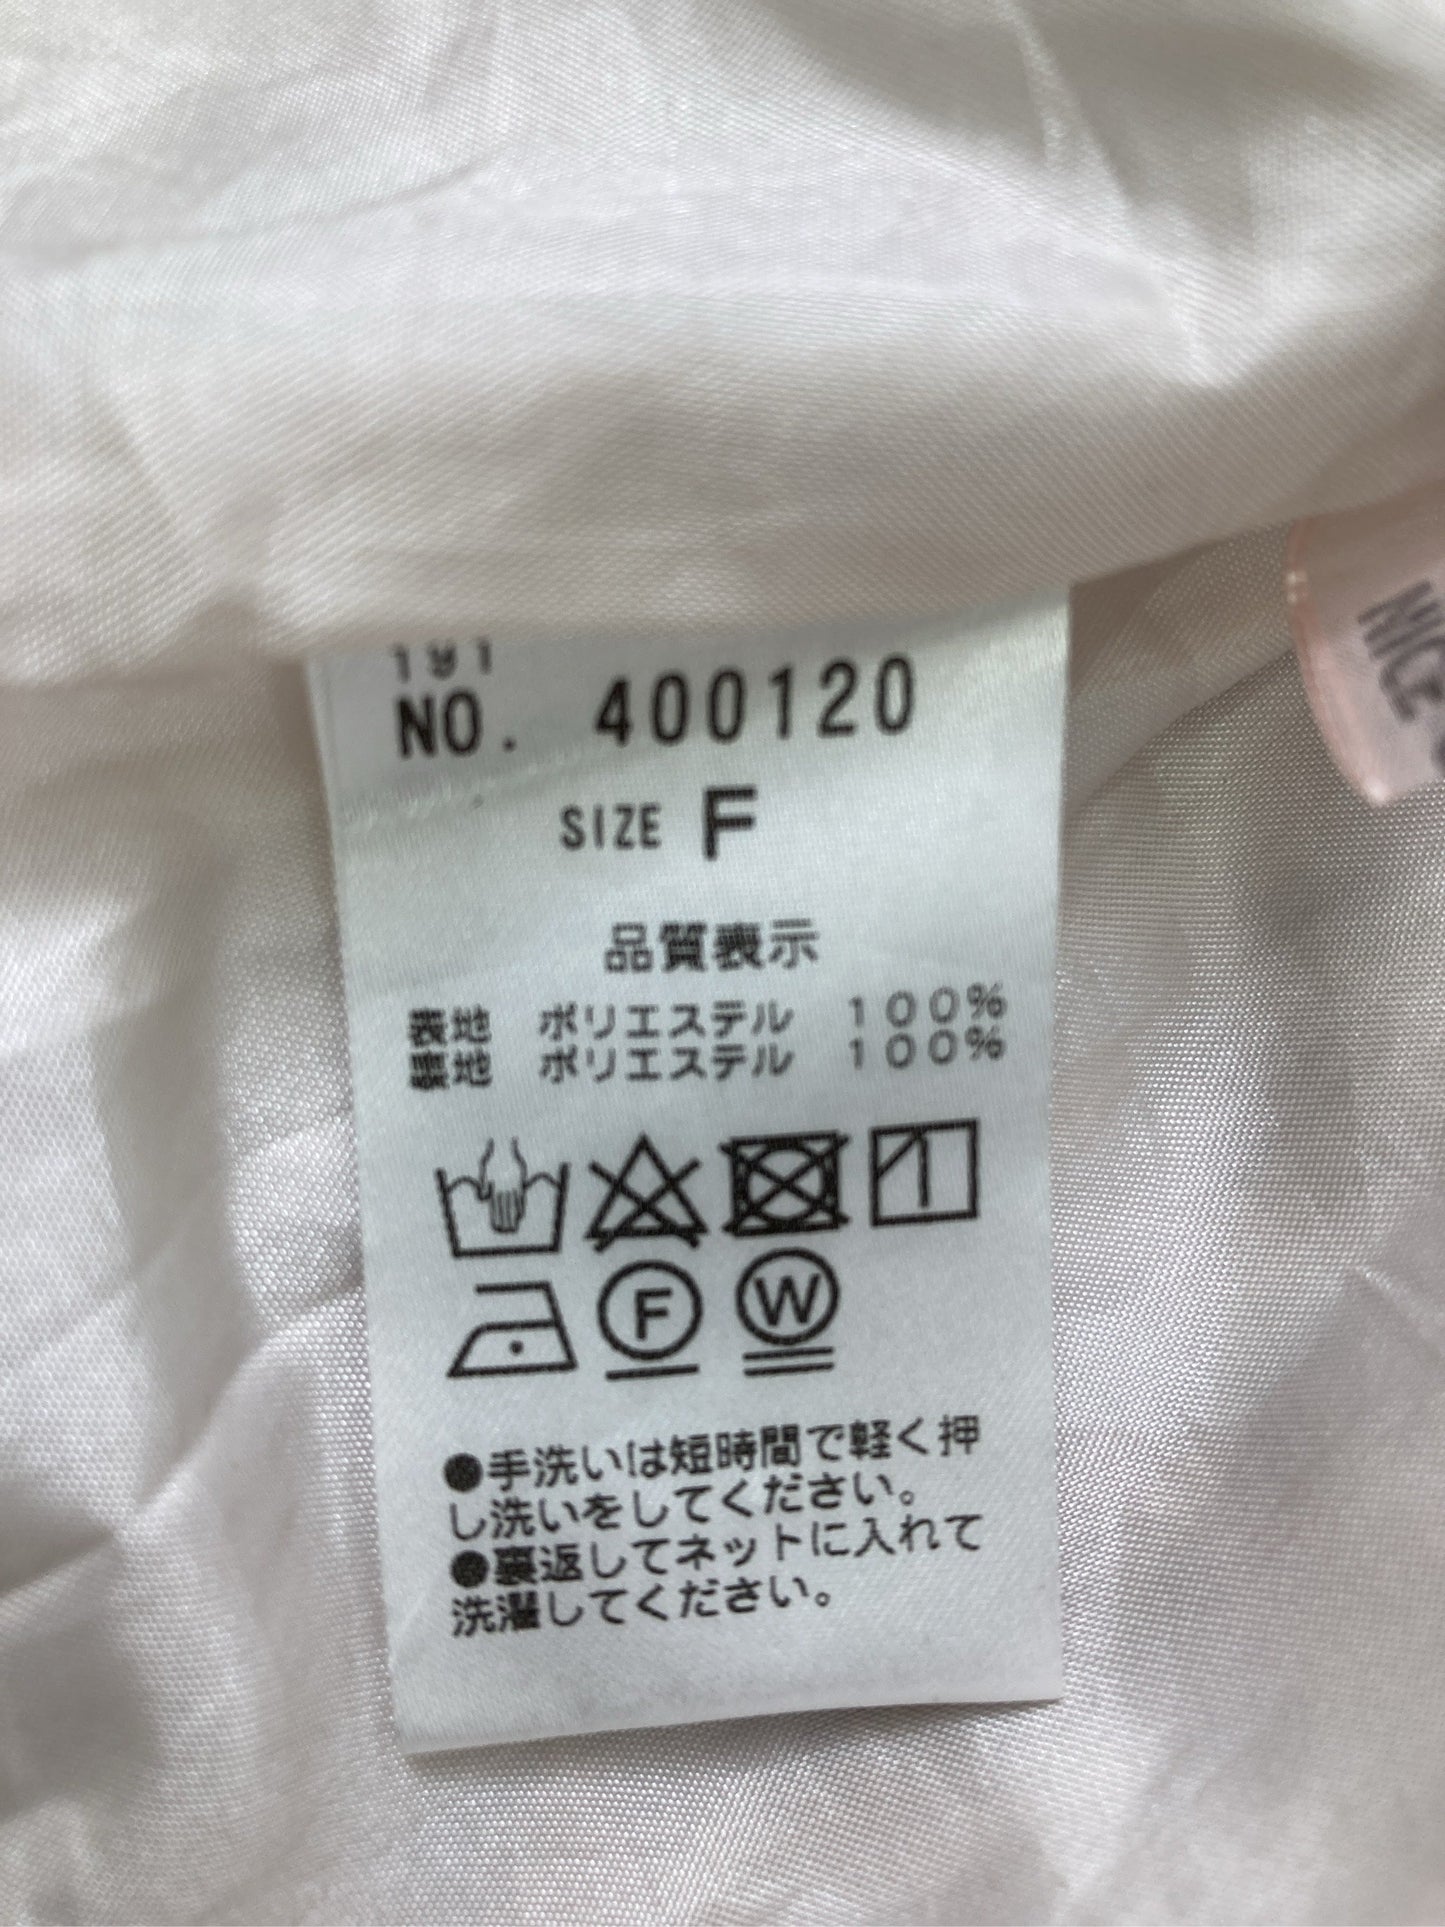 191
NO. 400120
SIZE F
品質表示
表地 ポリエステル 100%
裏地 ポリエステル 100%
F W
●手洗いは短時間で軽く押
し洗いをしてください。
●裏返してネットに入れて
洗濯してください。
NICE